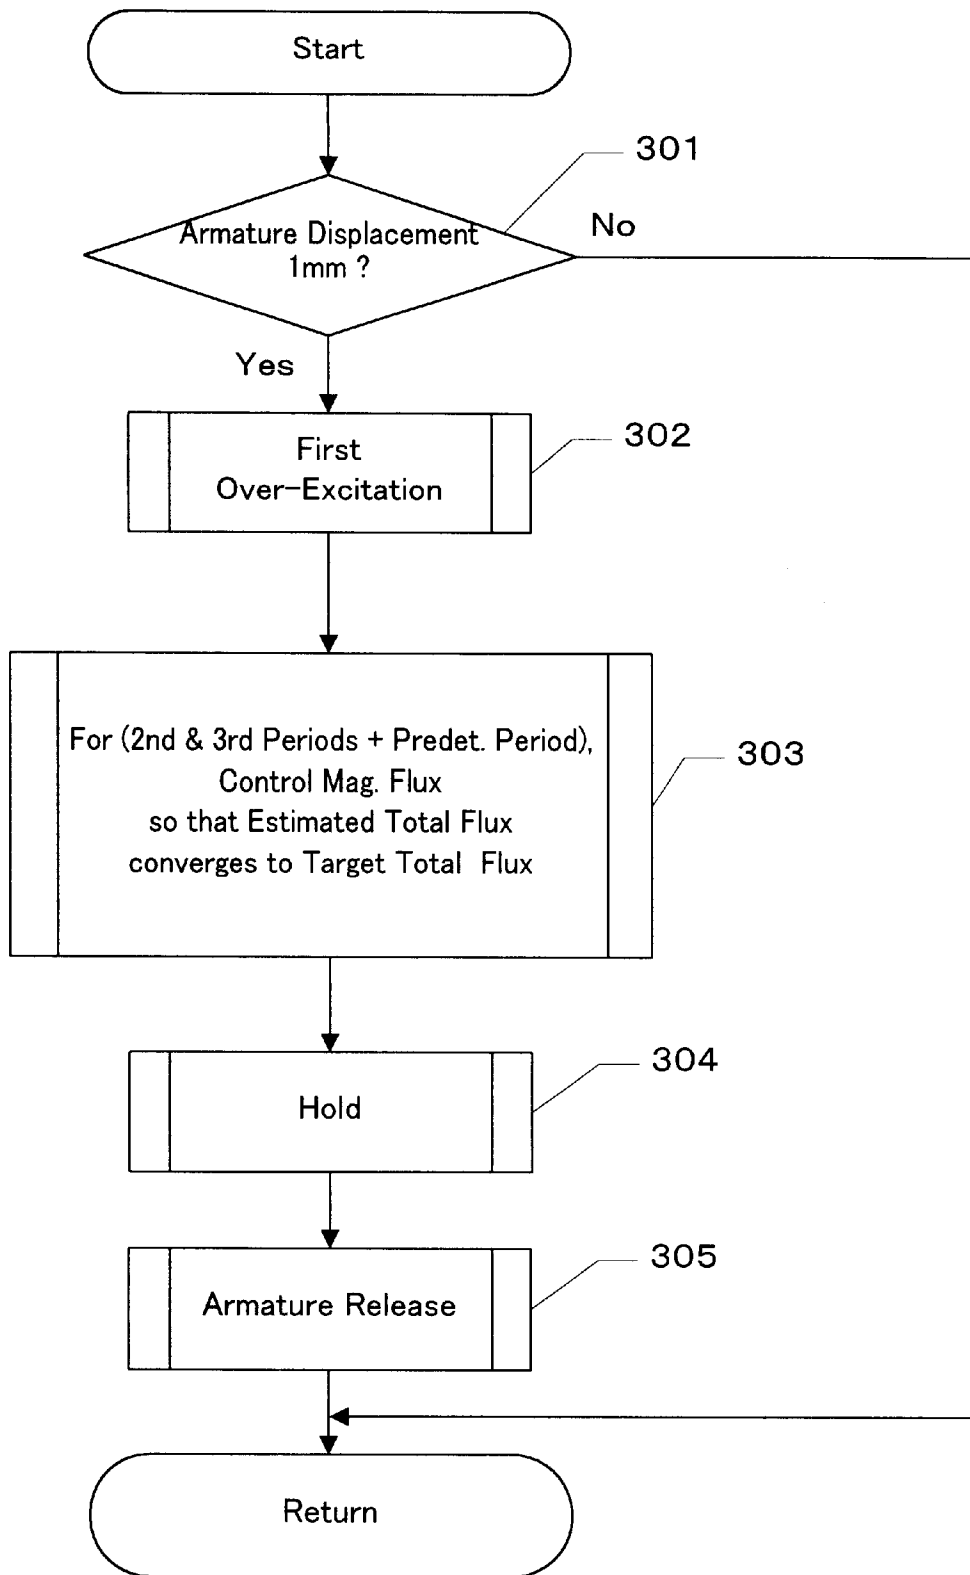 Start
301
Armature Displacement
1mm ?
No
Yes
First
Over-Excitation
302
For (2nd & 3rd Periods + Predet. Period),
Control Mag. Flux
so that Estimated Total Flux
converges to Target Total Flux
303
Hold
304
Armature Release
305
Return